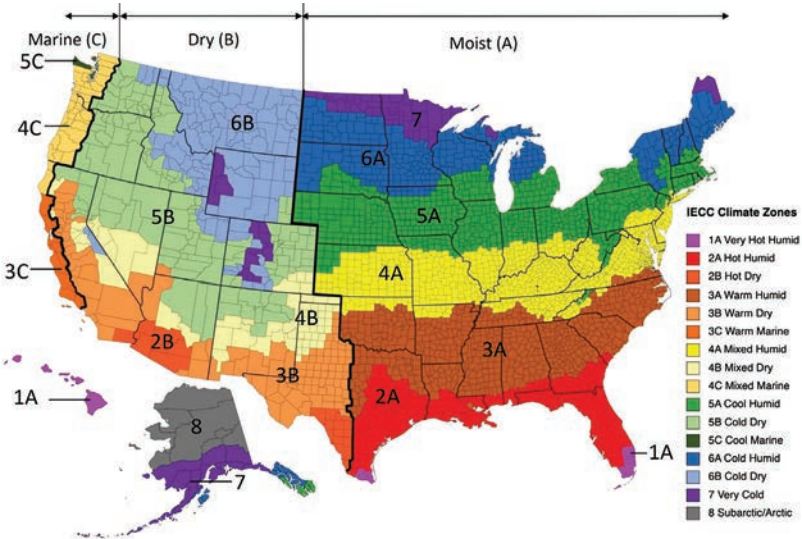 Marine (C)
Dry (B)
Moist (A)
5C
4C
6B
7
6A
5B
5A
3C
4A
4B
2B
3B
3A
2A
1A
8
7
1A
IECC Climate Zones
1A Very Hot Humid
2A Hot Humid
2B Hot Dry
3A Warm Humid
3B Warm Dry
3C Warm Marine
4A Mixed Humid
4B Mixed Dry
4C Mixed Marine
5A Cool Humid
5B Cold Dry
5C Cool Marine
6A Cold Humid
6B Cold Dry
7 Very Cold
8 Subarctic/Arctic